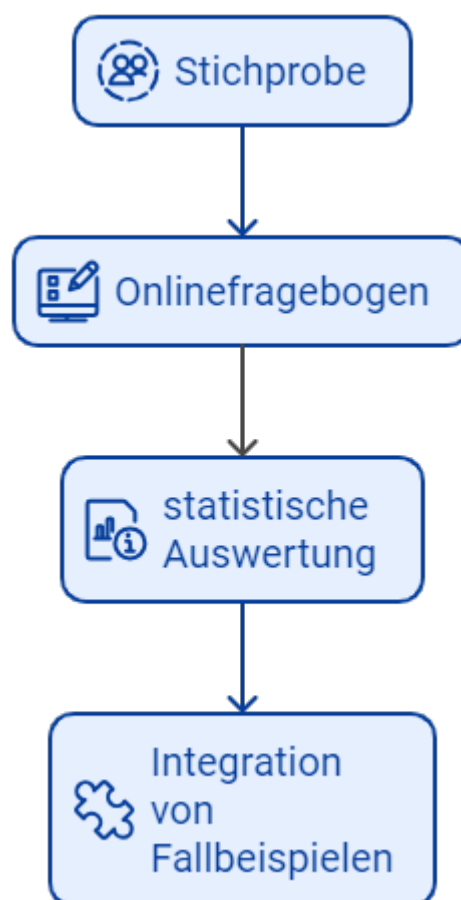 Stichprobe
Onlinefragebogen
statistische
Auswertung
Integration
von
Fallbeispielen